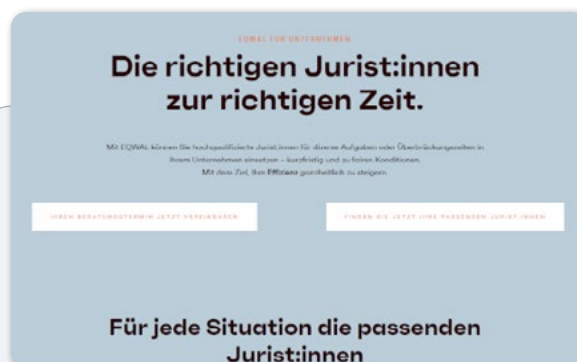 EQWAL FÜR UNTERNEHMEN
Die richtigen Jurist:innen
zur richtigen Zeit.
Mit EQWAL können Sie hochqualifizierte Jurist:innen für diverse Aufgaben oder Überbrückungszeiten in
Ihrem Unternehmen einsetzen – kurzfristig und zu fairen Konditionen.
Mit dem Ziel, Ihre Effizienz ganzheitlich zu steigern.
IHREN BERATUNGSTERMIN JETZT VEREINBAREN
FINDEN SIE JETZT IHRE PASSENDEN JURIST:INNEN
Für jede Situation die passenden
Jurist:innen